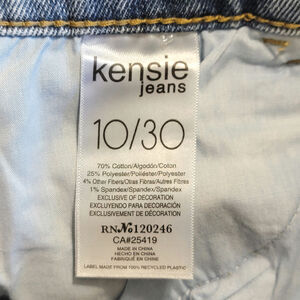 kensie
jeans
10/30
70% Cotton/Algodón/Coton
25% Polyester/Poliéster/Polyester
4% Other Fibers/Otras Fibras/Autres Fibres
1% Spandex/Spandex/Spandex
EXCLUSIVE OF DECORATION
EXCLUYENDO PARA DECORACIÓN
EXCLUSIVEMENT DE DÉCORATION
RN № 120246
CA#25419
MADE IN CHINA
HECHO EN CHINA
FABRIQUÉ EN CHINE
LABEL MADE FROM 100% RECYCLED PLASTIC